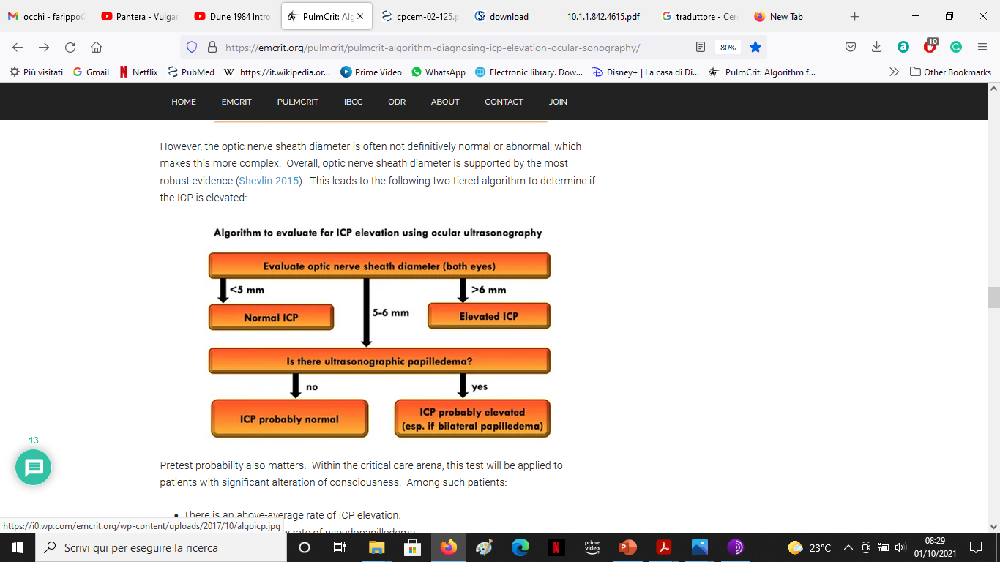 occhi - farippo@
Pantera - Vulgar
Dune 1984 Intro
PulmCrit: Alg
cpcem-02-125.p
download
10.1.1.842.4615.pdf
traduttore - Cer
New Tab
https://emcrit.org/pulmcrit/pulmcrit-algorithm-diagnosing-icp-elevation-ocular-sonography/
80%
10
Più visitati
Gmail
Netflix
PubMed
https://it.wikipedia.or...
Prime Video
WhatsApp
Electronic library. Dow...
Disney+ | La casa di Di...
PulmCrit: Algorithm f...
Other Bookmarks
HOME
EMCRIT
PULMCRIT
IBCC
ODR
ABOUT
CONTACT
JOIN
However, the optic nerve sheath diameter is often not definitively normal or abnormal, which
makes this more complex. Overall, optic nerve sheath diameter is supported by the most
robust evidence (Shevlin 2015). This leads to the following two-tiered algorithm to determine if
the ICP is elevated:
Algorithm to evaluate for ICP elevation using ocular ultrasonography
Evaluate optic nerve sheath diameter (both eyes)
<5 mm
>6 mm
5-6 mm
Normal ICP
Elevated ICP
Is there ultrasonographic papilledema?
no
yes
ICP probably normal
ICP probably elevated
(esp. if bilateral papilledema)
13
Pretest probability also matters. Within the critical care arena, this test will be applied to
patients with significant alteration of consciousness. Among such patients:
There is an above-average rate of ICP elevation.
rate of pseudopapilledema
https://i0.wp.com/emcrit.org/wp-content/uploads/2017/10/algoicp.jpg
Scrivi qui per eseguire la ricerca
prime
video
23°C
08:29
01/10/2021